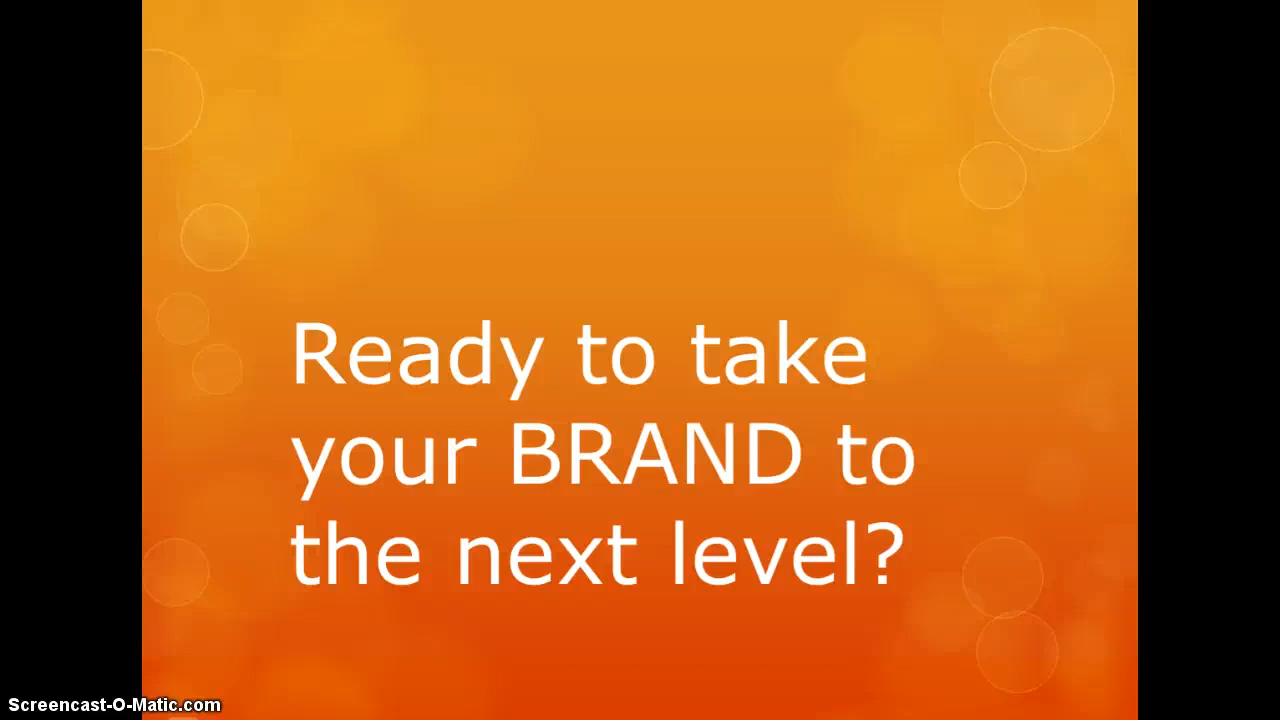 Ready to take
your BRAND to
the next level?
Screencast-O-Matic.com